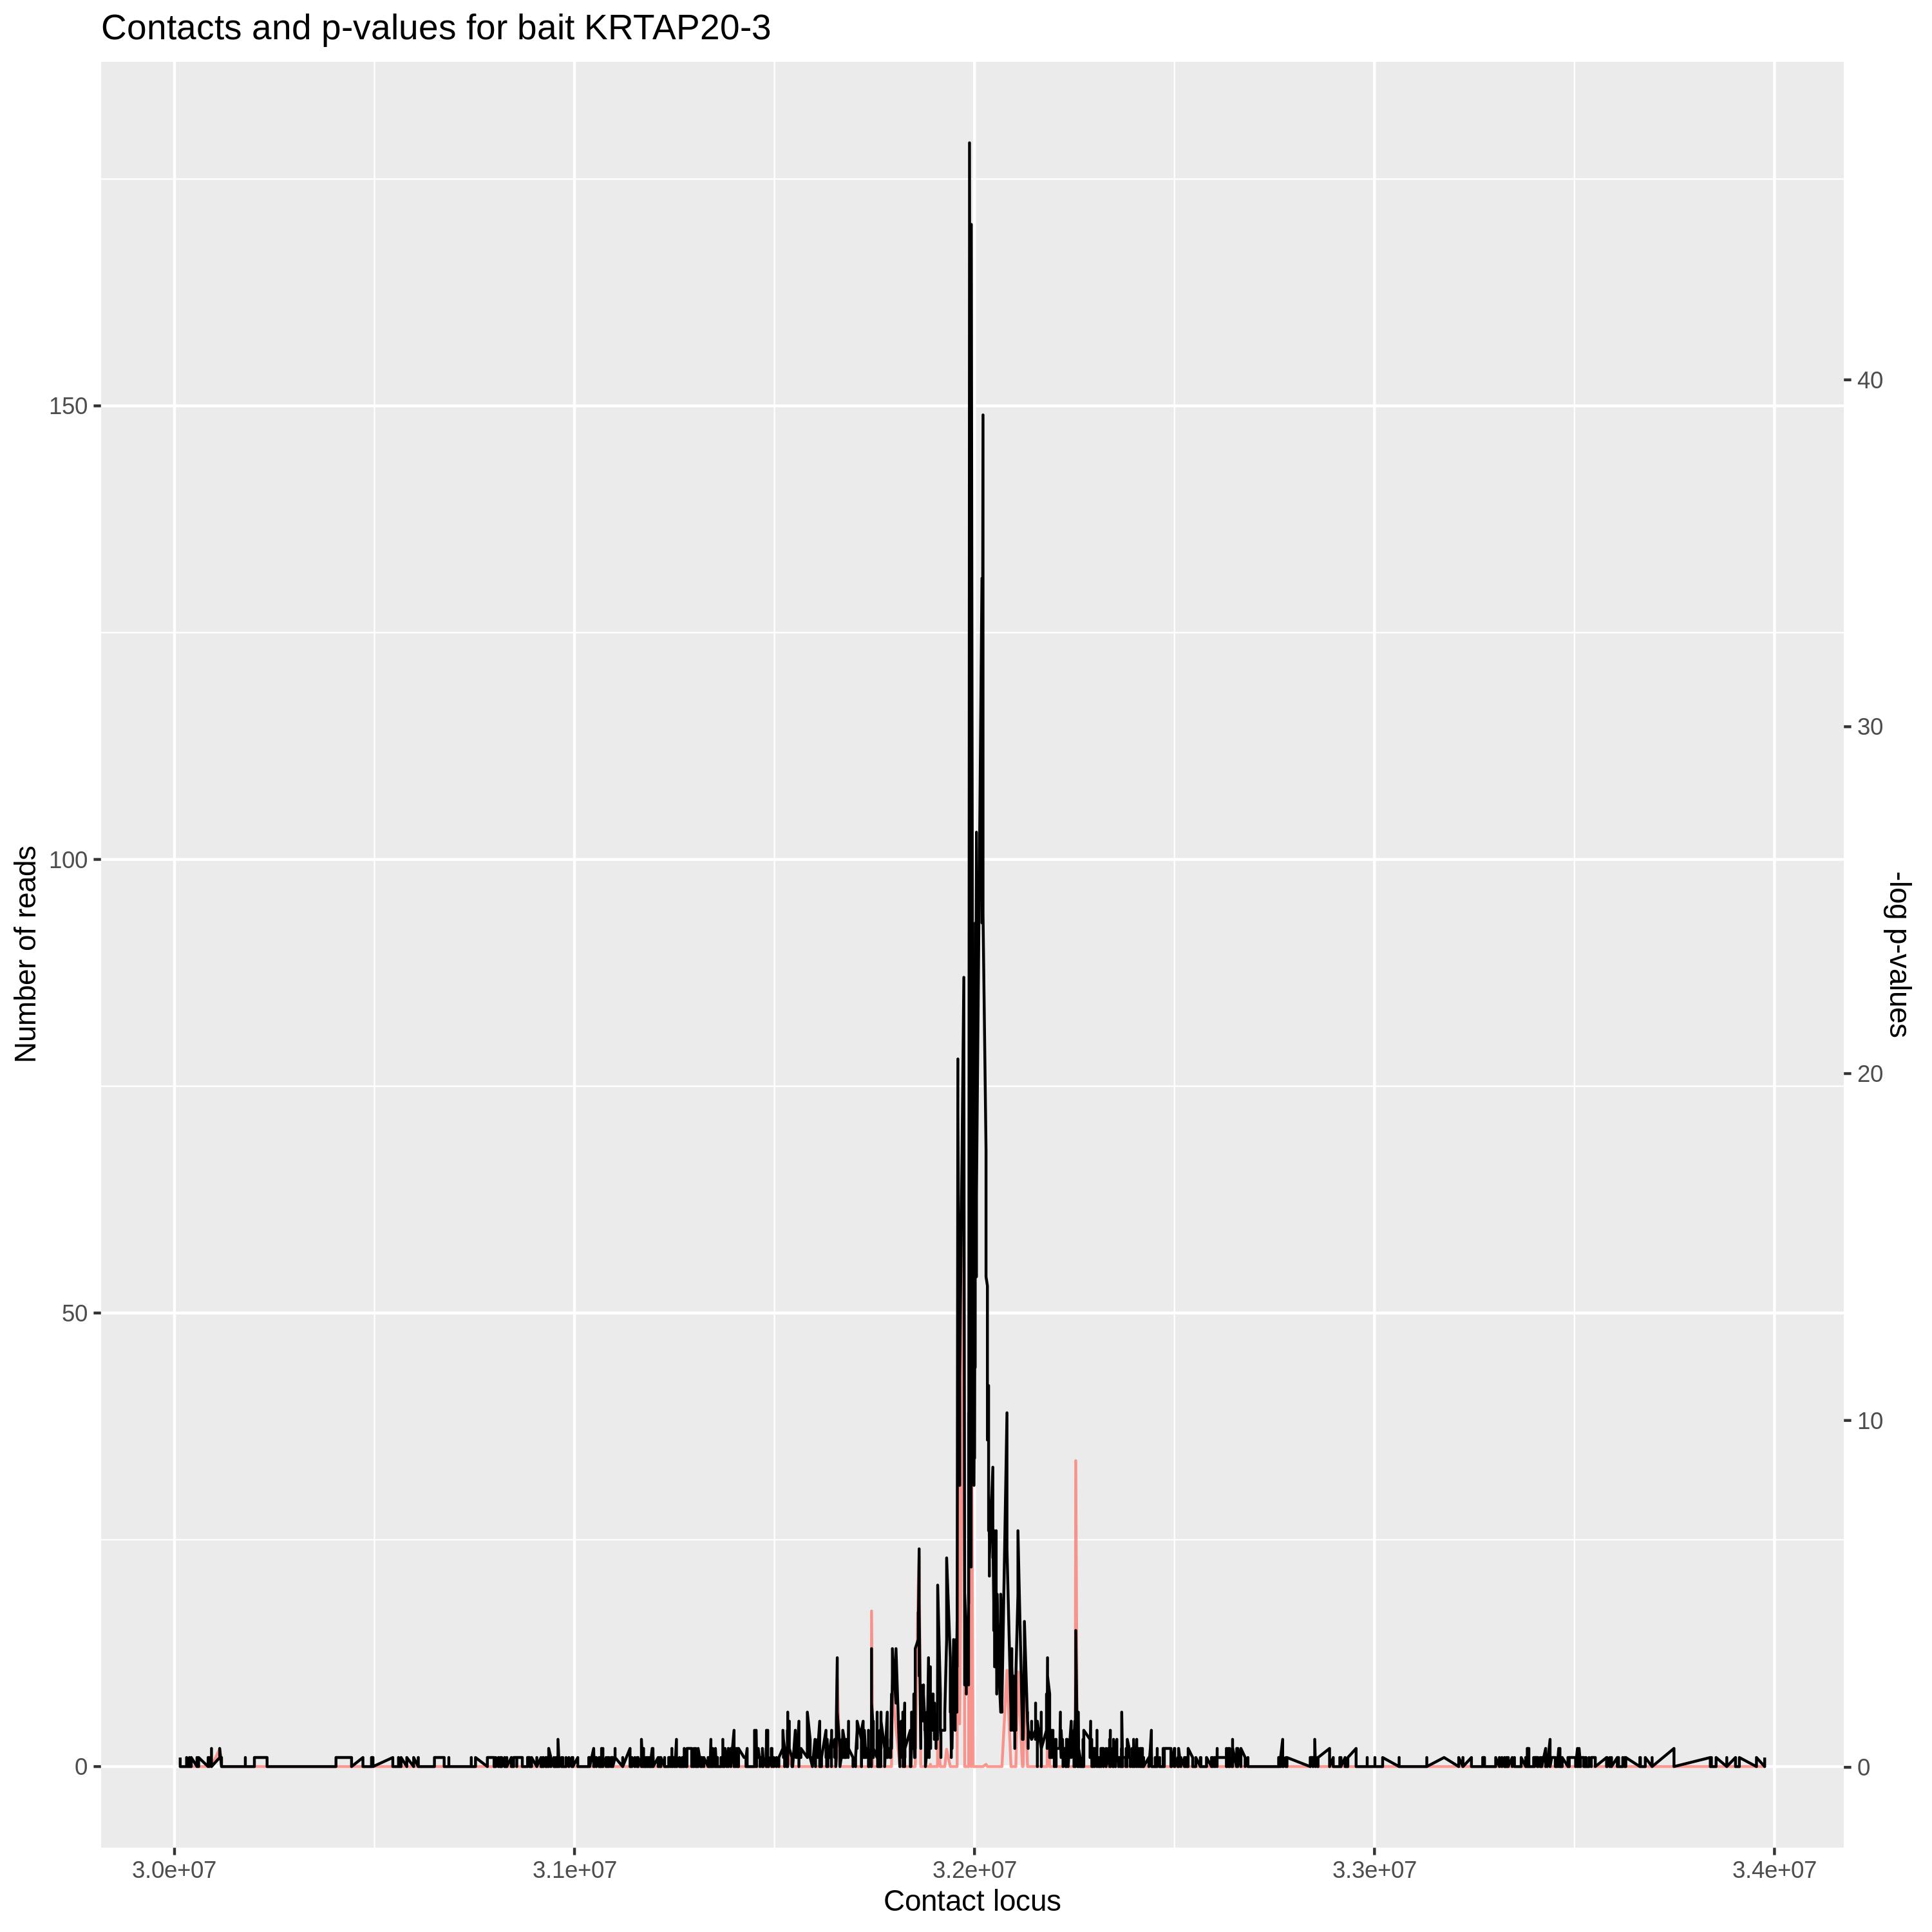 Contacts and p-values for bait KRTAP20-3
Number of reads
150
100
50
0
40
30
20
10
0
-log p-values
3.0e+07 3.1e+07 3.2e+07 3.3e+07 3.4e+07
Contact locus